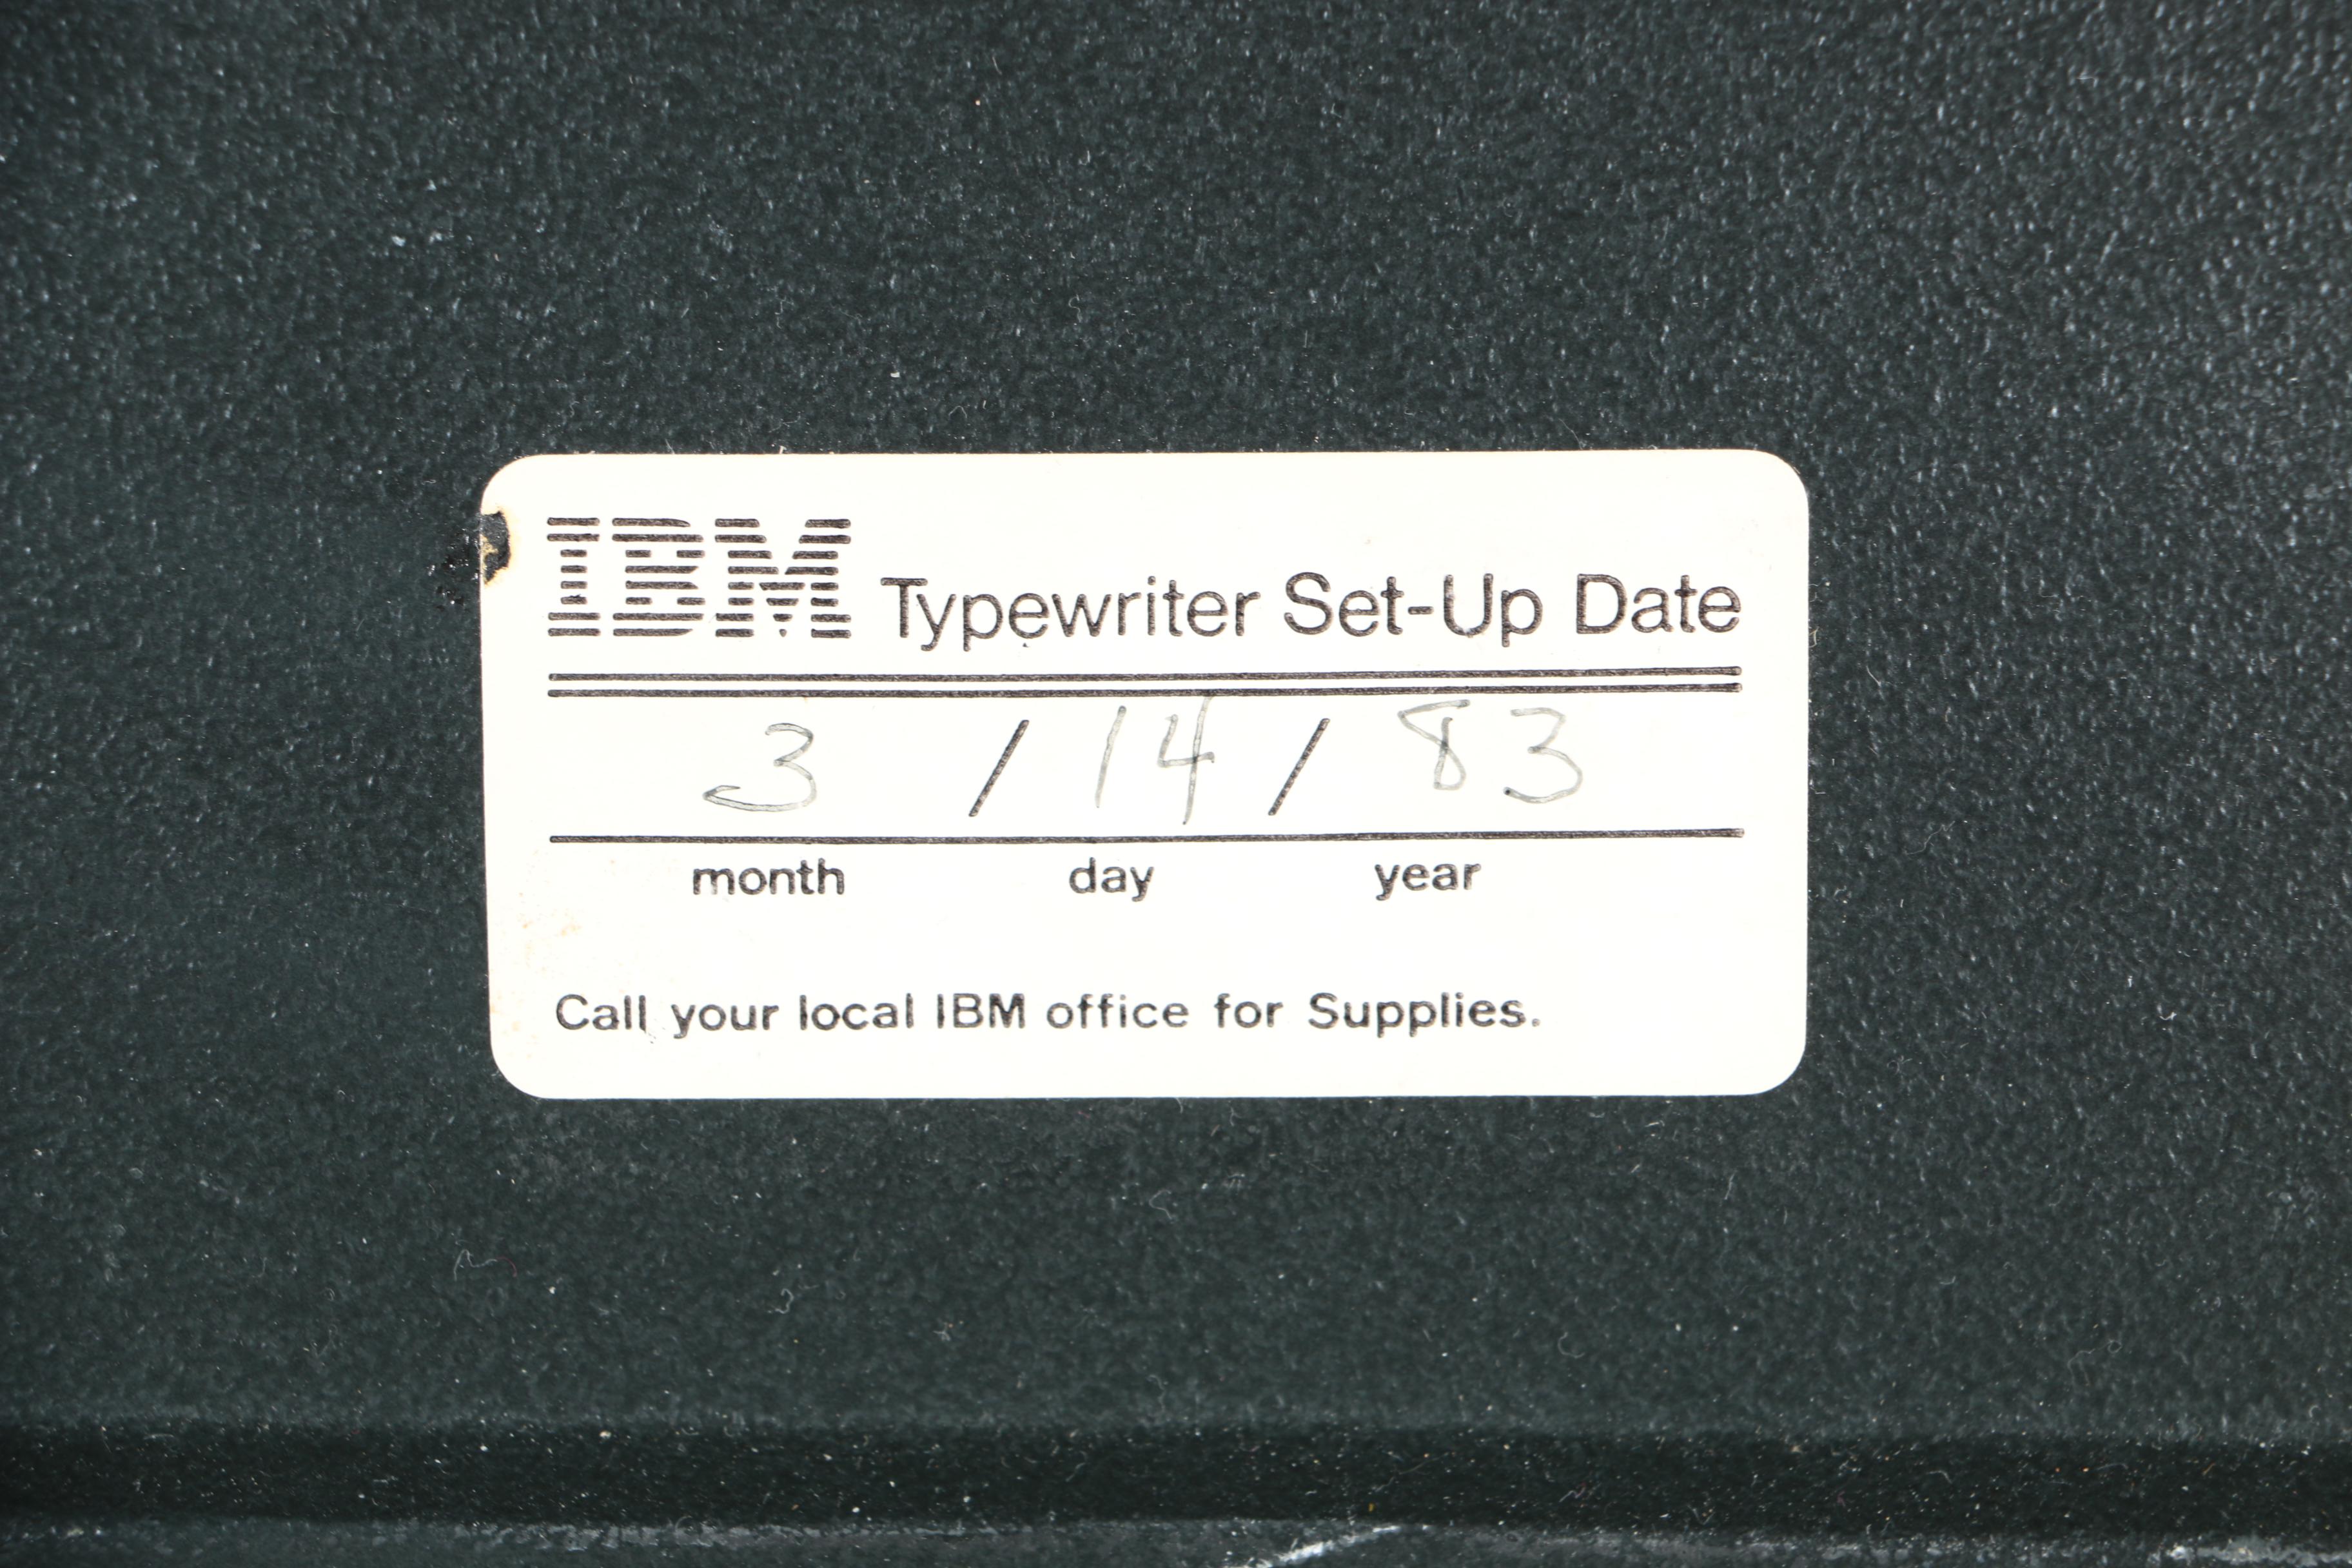 IBM Typewriter Set-Up Date
3 / 14 / 83
month day year
Call your local IBM office for Supplies.